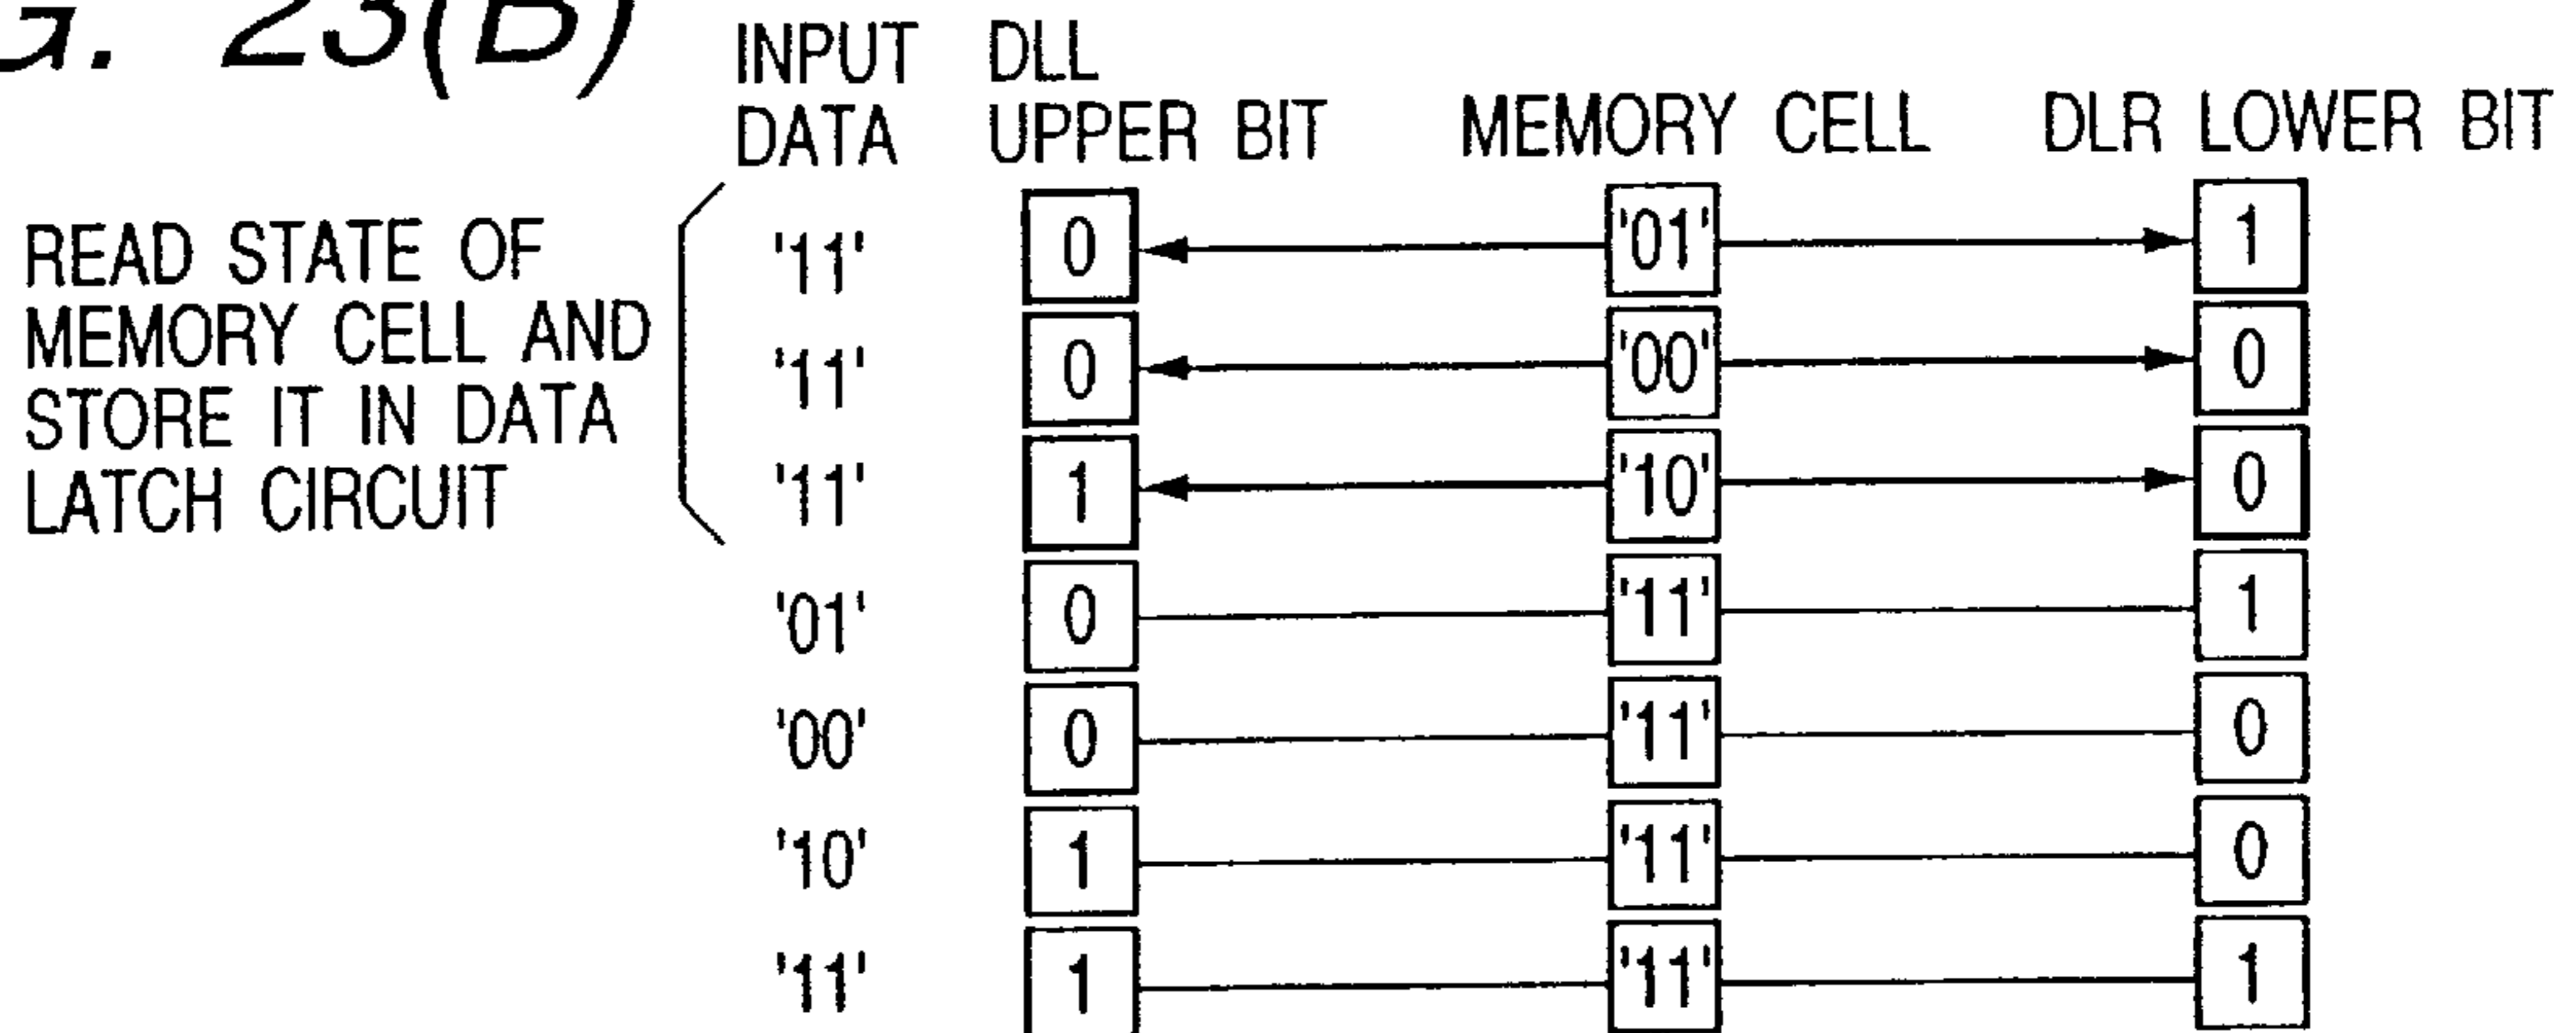 G. 23(B)
INPUT DLL
DATA UPPER BIT MEMORY CELL DLR LOWER BIT
READ STATE OF
MEMORY CELL AND
STORE IT IN DATA
LATCH CIRCUIT
'11' 0 '01' 1
'11' 0 '00' 0
'11' 1 '10' 0
'01' 0 '11' 1
'00' 0 '11' 0
'10' 1 '11' 0
'11' 1 '11' 1